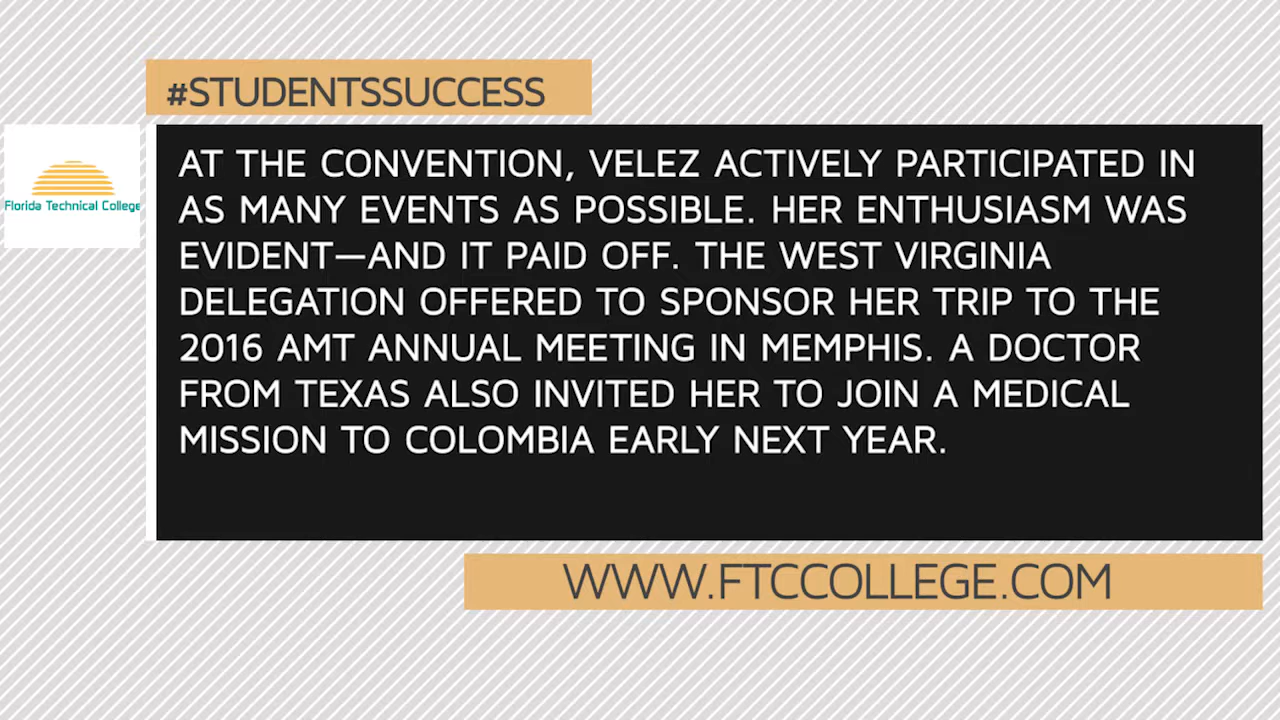 #STUDENTSSUCCESS
Florida Technical College
AT THE CONVENTION, VELEZ ACTIVELY PARTICIPATED IN
AS MANY EVENTS AS POSSIBLE. HER ENTHUSIASM WAS
EVIDENT—AND IT PAID OFF. THE WEST VIRGINIA
DELEGATION OFFERED TO SPONSOR HER TRIP TO THE
2016 AMT ANNUAL MEETING IN MEMPHIS. A DOCTOR
FROM TEXAS ALSO INVITED HER TO JOIN A MEDICAL
MISSION TO COLOMBIA EARLY NEXT YEAR.
WWW.FTCCOLLEGE.COM